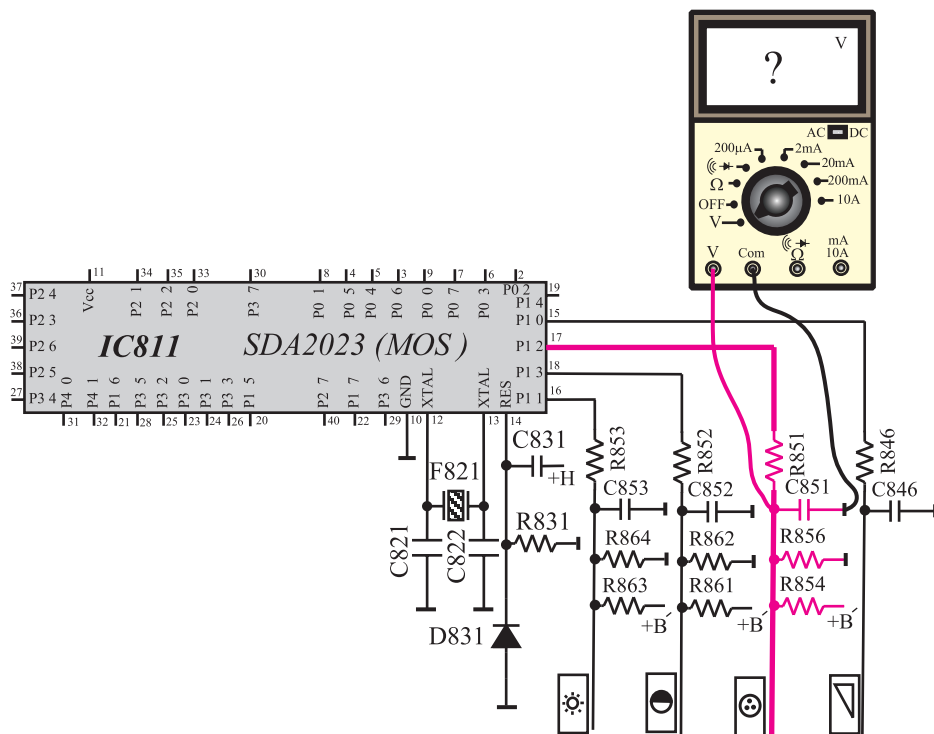 V
?
AC DC
200µA 2mA
20mA
Ω 200mA
OFF 10A
V
V Com Ω mA
10A
11 34 35 33 30 8 4 5 3 9 7 6 2
37 P2 4 Vcc P2 1 P2 2 P2 0 P3 7 P0 1 P0 5 P0 4 P0 6 P0 0 P0 7 P0 3 P0 2 P1 4 19
36 P2 3 P1 0 15
39 P2 6 IC811 SDA2023 (MOS ) P1 2 17
38 P2 5 P1 3 18
27 P3 4 P4 0 P4 1 P1 6 P3 5 P3 2 P3 0 P3 1 P3 3 P1 5 P2 7 P1 7 P3 6 GND XTAL XTAL RES P1 1 16
31 32 21 28 25 23 24 26 20 40 22 29 10 12 13 14
C831
+H
F821
R831
C821 C822
D831
R853 R852 R851 R846
C853 C852 C851 C846
R864 R862 R856
R863 R861 R854
+B´ +B´ +B´